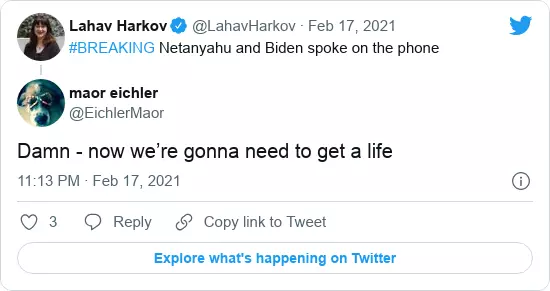 Lahav Harkov @LahavHarkov · Feb 17, 2021
#BREAKING Netanyahu and Biden spoke on the phone
maor eichler
@EichlerMaor
Damn - now we’re gonna need to get a life
11:13 PM · Feb 17, 2021
3 Reply Copy link to Tweet
Explore what's happening on Twitter